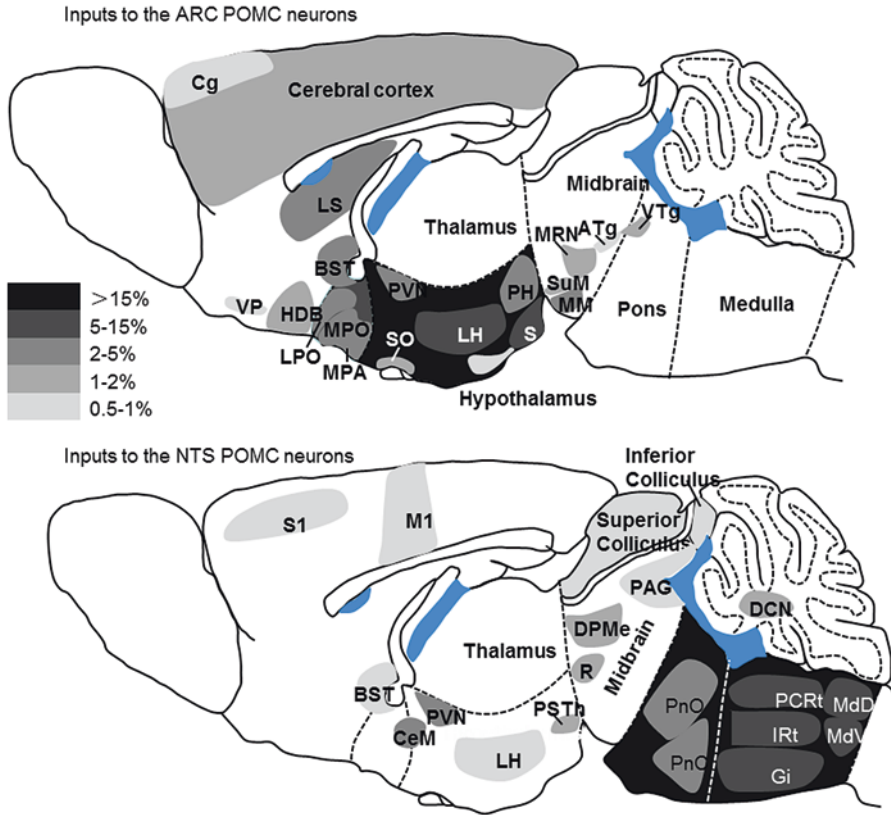 Inputs to the ARC POMC neurons
Cg
Cerebral cortex
LS
Thalamus
Midbrain
VTg
ATg
MRN
BST
PVN
PH
SuM
MM
VP
HDB
MPO
SO
LH
S
Pons
Medulla
LPO
MPA
Hypothalamus
>15%
5-15%
2-5%
1-2%
0.5-1%
Inputs to the NTS POMC neurons
Inferior
Colliculus
S1
M1
Superior
Colliculus
PAG
DCN
DPMe
Thalamus
Midbrain
R
BST
PVN
PSTh
CeM
LH
PnO
PnO
PCRt
MdD
IRt
MdV
Gi